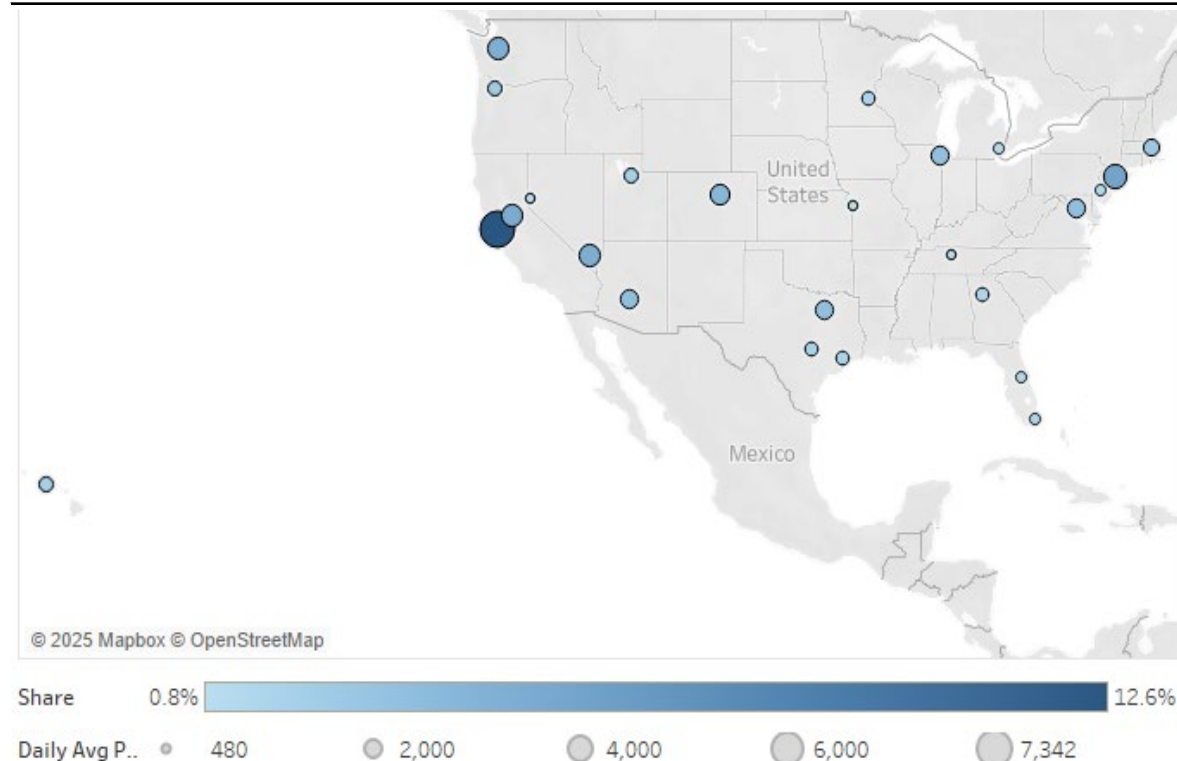 United
States
Mexico
© 2025 Mapbox © OpenStreetMap
Share 0.8% 12.6%
Daily Avg P.. 480 2,000 4,000 6,000 7,342